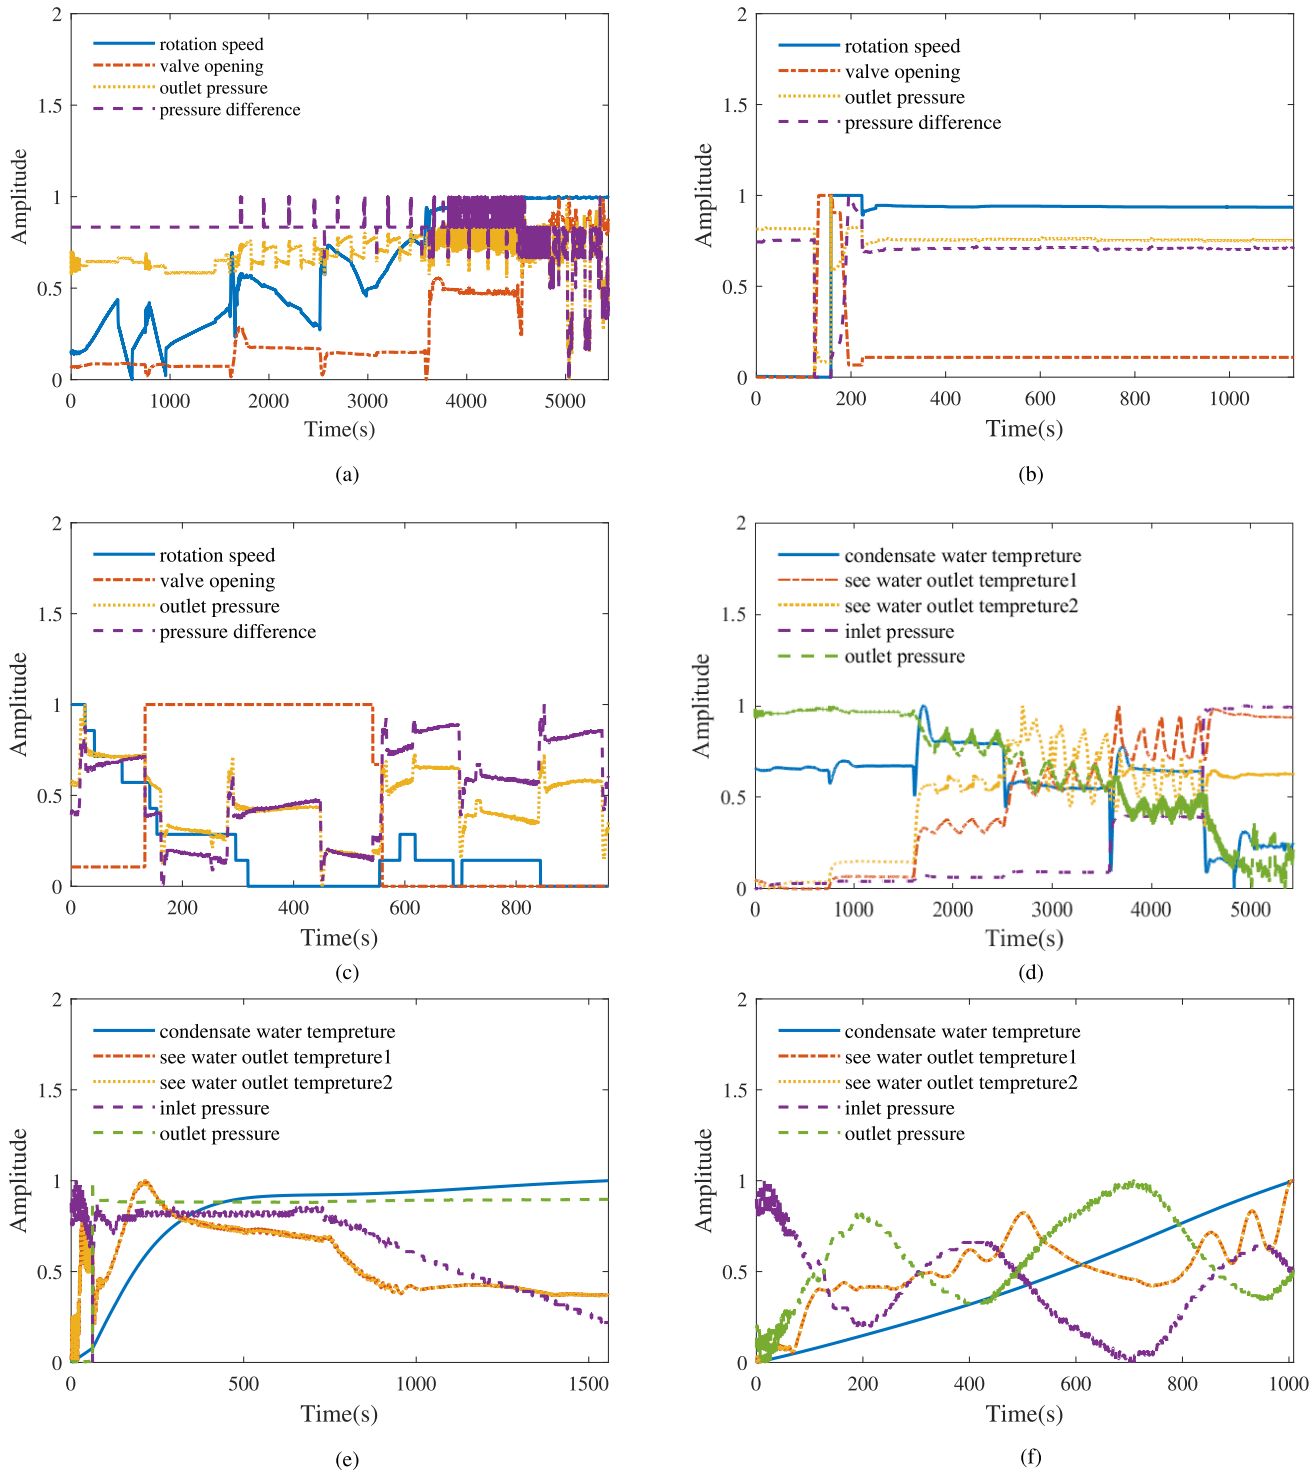 2
rotation speed
valve opening
outlet pressure
pressure difference
1.5
1
0.5
0
Amplitude
0 1000 2000 3000 4000 5000
Time(s)
(a)
2
rotation speed
valve opening
outlet pressure
pressure difference
1.5
1
0.5
0
Amplitude
0 200 400 600 800 1000
Time(s)
(b)
2
rotation speed
valve opening
outlet pressure
pressure difference
1.5
1
0.5
0
Amplitude
0 200 400 600 800
Time(s)
(c)
2
condensate water tempreture
see water outlet tempreture1
see water outlet tempreture2
inlet pressure
outlet pressure
1.5
1
0.5
0
Amplitude
0 1000 2000 3000 4000 5000
Time(s)
(d)
2
condensate water tempreture
see water outlet tempreture1
see water outlet tempreture2
inlet pressure
outlet pressure
1.5
1
0.5
0
Amplitude
0 500 1000 1500
Time(s)
(e)
2
condensate water tempreture
see water outlet tempreture1
see water outlet tempreture2
inlet pressure
outlet pressure
1.5
1
0.5
0
Amplitude
0 200 400 600 800 1000
Time(s)
(f)